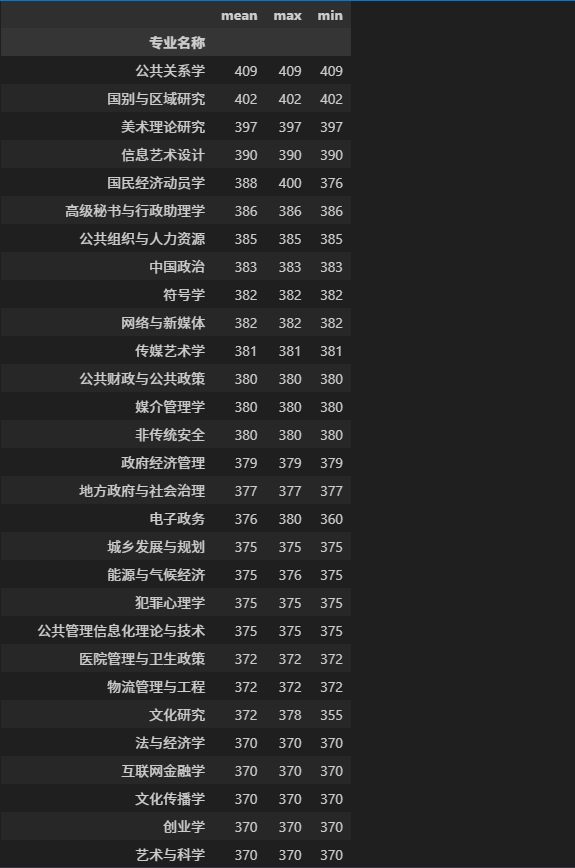 mean max min
专业名称
公共关系学 409 409 409
国别与区域研究 402 402 402
美术理论研究 397 397 397
信息艺术设计 390 390 390
国民经济动员学 388 400 376
高级秘书与行政助理学 386 386 386
公共组织与人力资源 385 385 385
中国政治 383 383 383
符号学 382 382 382
网络与新媒体 382 382 382
传媒艺术学 381 381 381
公共财政与公共政策 380 380 380
媒介管理学 380 380 380
非传统安全 380 380 380
政府经济管理 379 379 379
地方政府与社会治理 377 377 377
电子政务 376 380 360
城乡发展与规划 375 375 375
能源与气候经济 375 376 375
犯罪心理学 375 375 375
公共管理信息化理论与技术 375 375 375
医院管理与卫生政策 372 372 372
物流管理与工程 372 372 372
文化研究 372 378 355
法与经济学 370 370 370
互联网金融学 370 370 370
文化传播学 370 370 370
创业学 370 370 370
艺术与科学 370 370 370